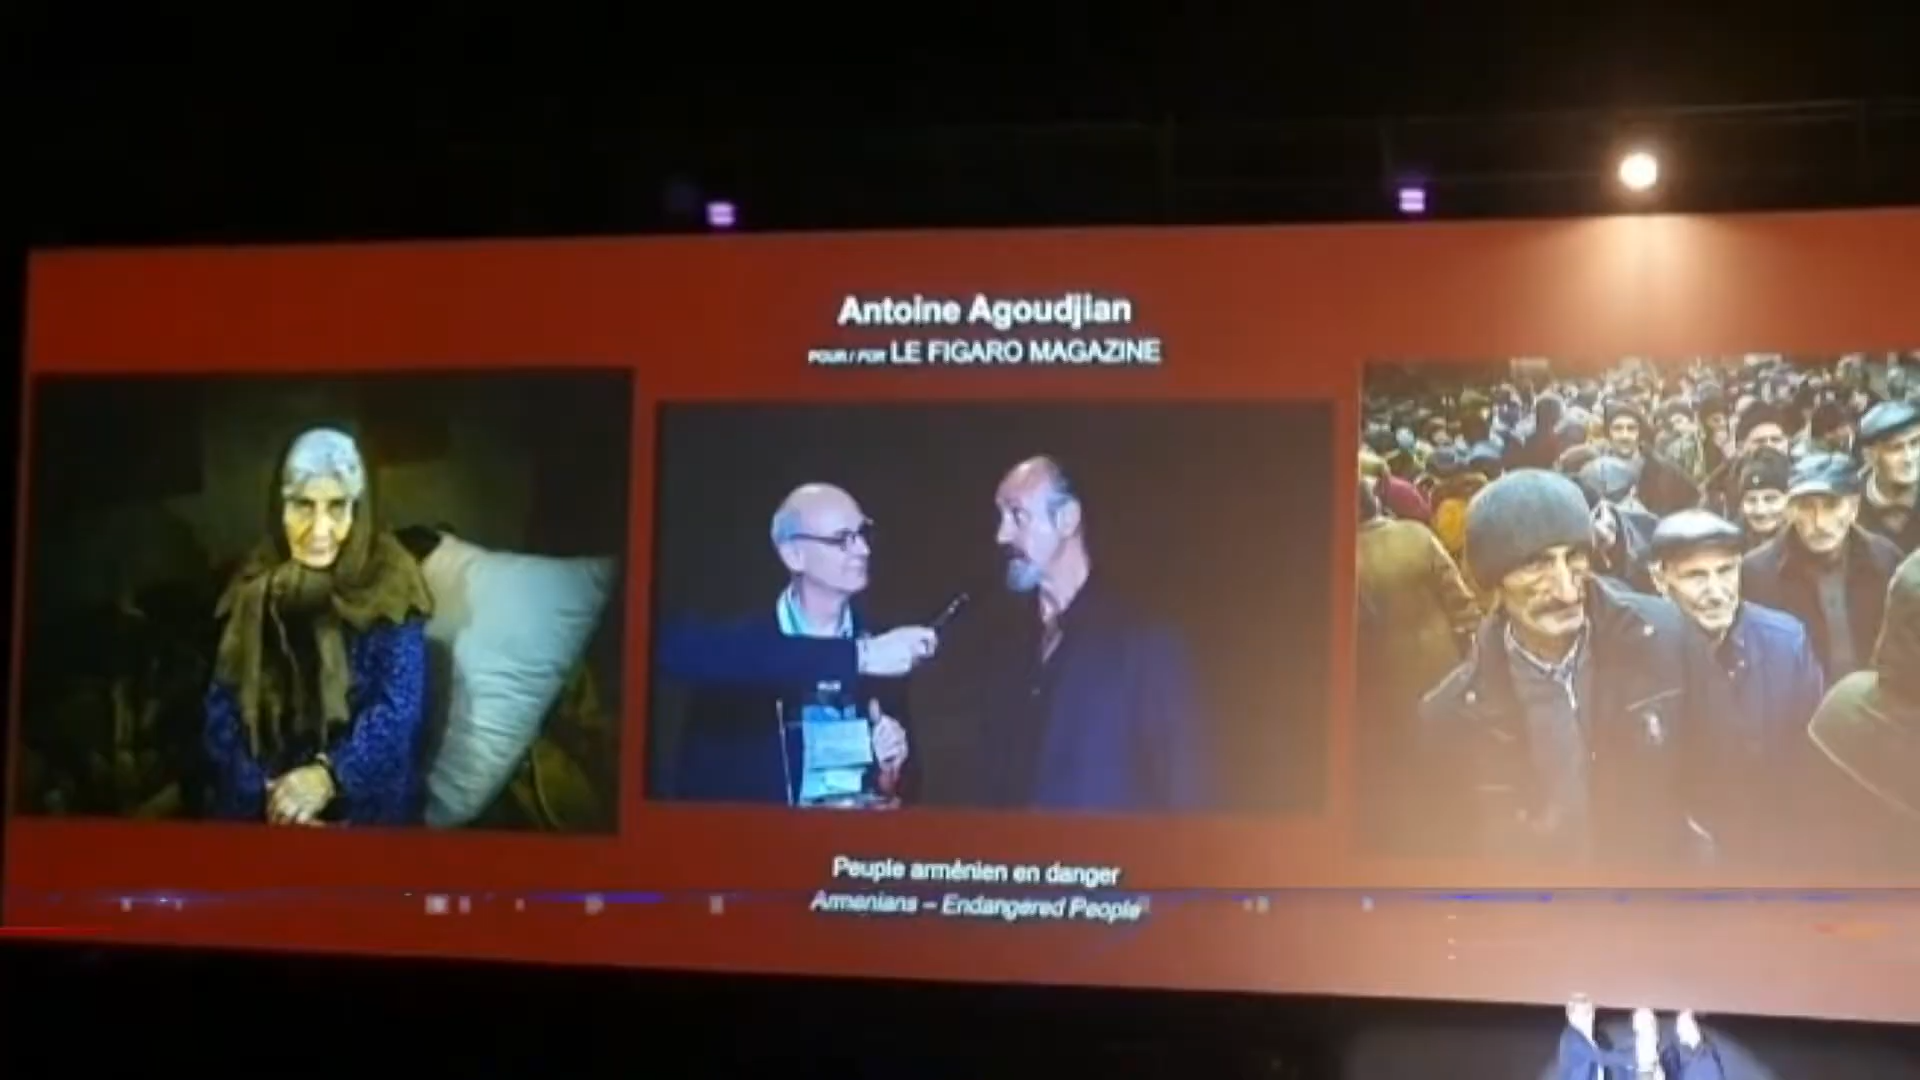 Antoine Agoudjian
POUR / FOR LE FIGARO MAGAZINE
Peuple arménien en danger
Armenians – Endangered People